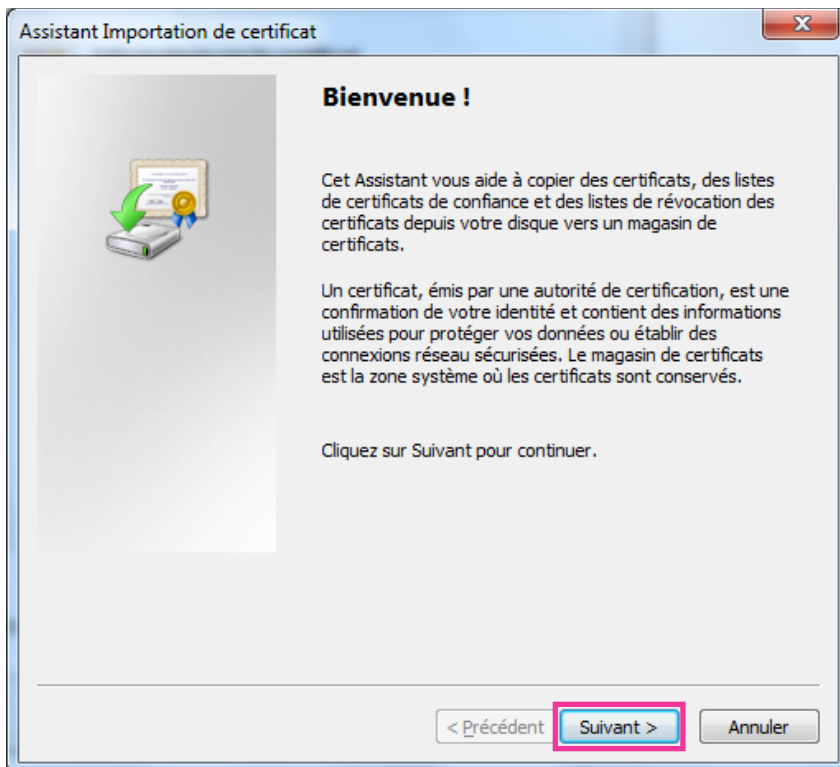 Assistant Importation de certificat
Bienvenue !
Cet Assistant vous aide à copier des certificats, des listes
de certificats de confiance et des listes de révocation des
certificats depuis votre disque vers un magasin de
certificats.
Un certificat, émis par une autorité de certification, est une
confirmation de votre identité et contient des informations
utilisées pour protéger vos données ou établir des
connexions réseau sécurisées. Le magasin de certificats
est la zone système où les certificats sont conservés.
Cliquez sur Suivant pour continuer.
< Précédent Suivant > Annuler